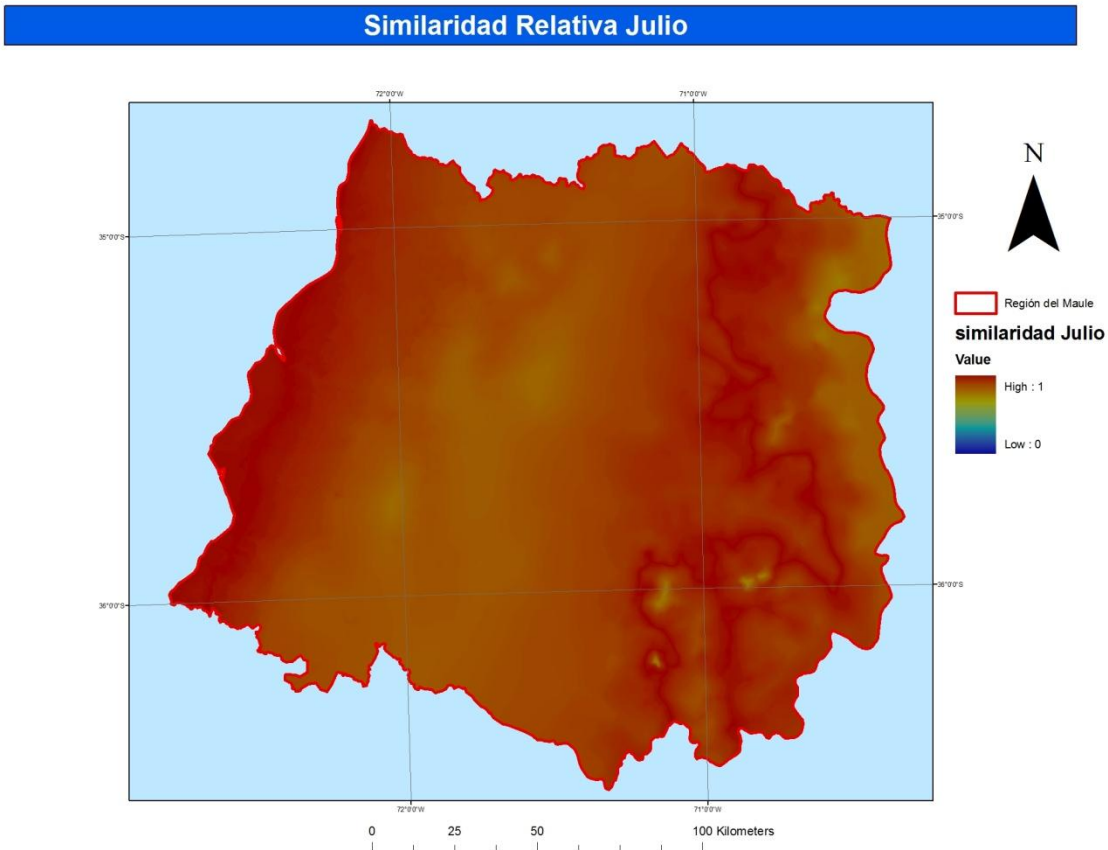 Similaridad Relativa Julio
72°0'0"W
71°0'0"W
N
35°0'0"S
35°0'0"S
Región del Maule
similaridad Julio
Value
High : 1
Low : 0
36°0'0"S
36°0'0"S
72°0'0"W
71°0'0"W
0 25 50 100 Kilometers